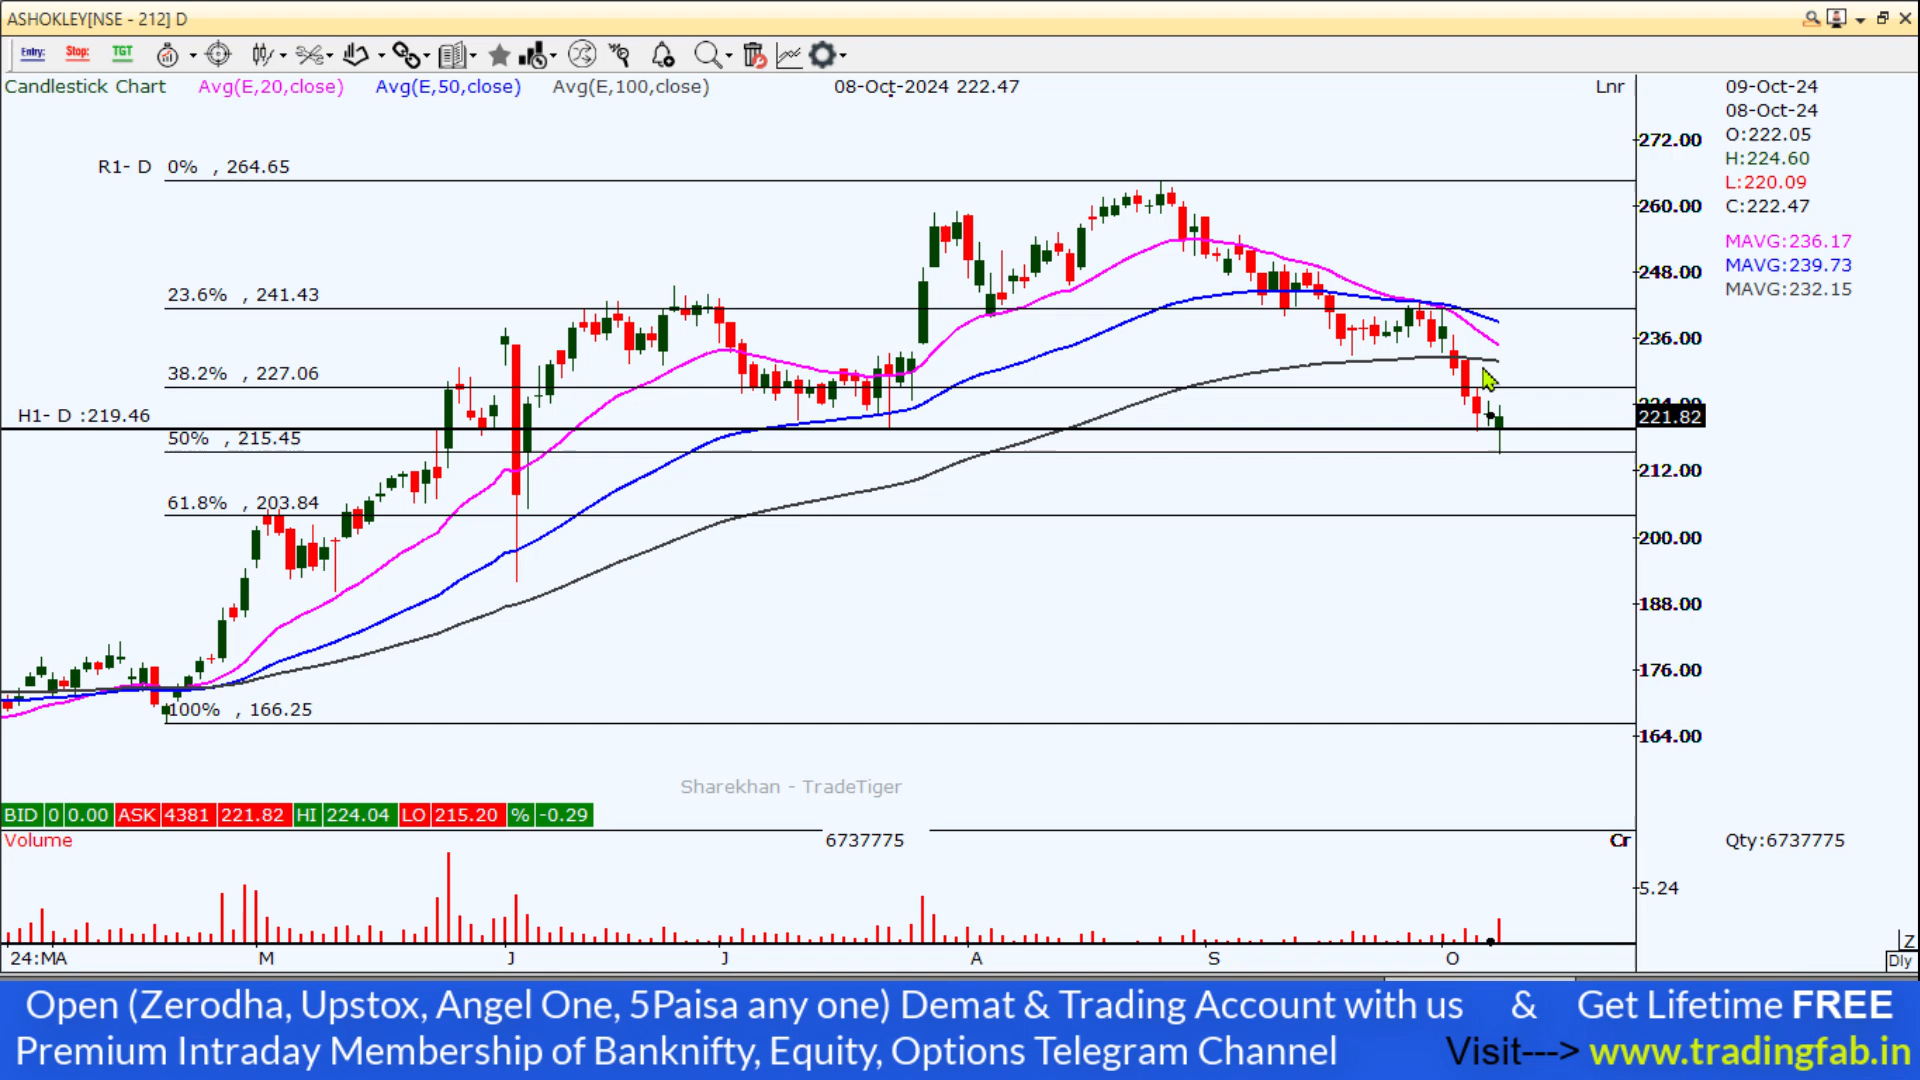 ASHOKLEY[NSE - 212] D
Entry: Stop: TGT
Candlestick Chart Avg(E,20,close) Avg(E,50,close) Avg(E,100,close) 08-Oct-2024 222.47 Lnr
09-Oct-24
08-Oct-24
O:222.05
H:224.60
L:220.09
C:222.47
MAVG:236.17
MAVG:239.73
MAVG:232.15
272.00
260.00
248.00
236.00
224.00
221.82
212.00
200.00
188.00
176.00
164.00
R1- D 0% , 264.65
23.6% , 241.43
38.2% , 227.06
H1- D :219.46
50% , 215.45
61.8% , 203.84
100% , 166.25
Sharekhan - TradeTiger
BID 0 0.00 ASK 4381 221.82 HI 224.04 LO 215.20 % -0.29
Volume 6737775 Cr Qty:6737775
5.24
24:MA M J J A S O
Z
Dly
Open (Zerodha, Upstox, Angel One, 5Paisa any one) Demat & Trading Account with us & Get Lifetime FREE
Premium Intraday Membership of Banknifty, Equity, Options Telegram Channel Visit---> www.tradingfab.in